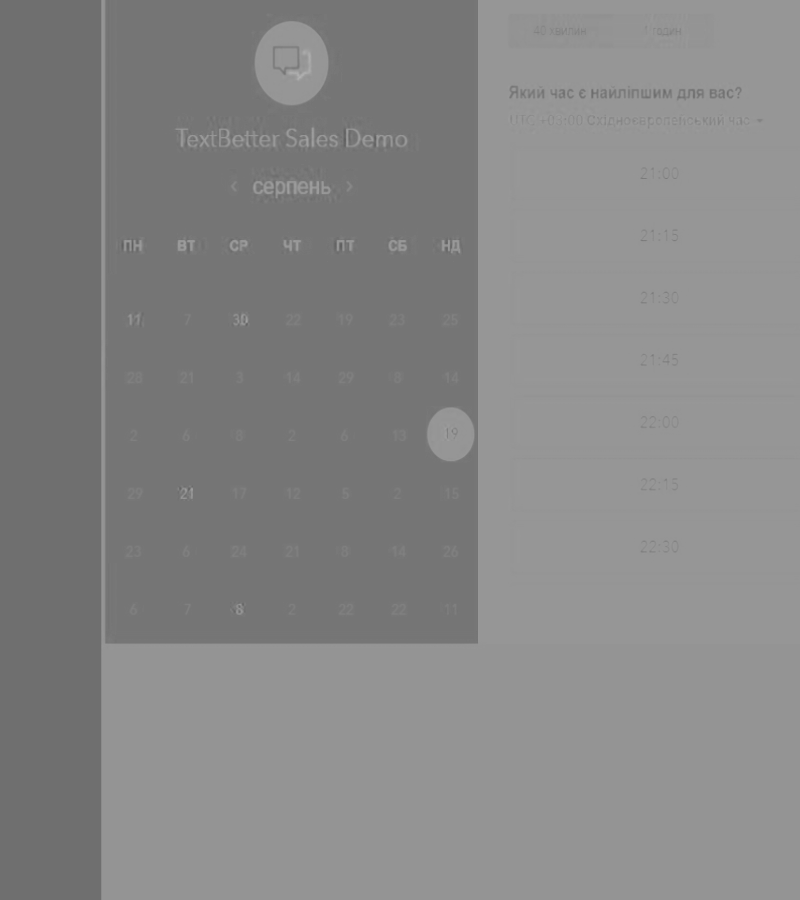 40 хвилин 1 годин
Який час є найліпшим для вас?
UTC +03:00 Східноєвропейський час
TextBetter Sales Demo
серпень
ПН ВТ СР ЧТ ПТ СБ НД
11 7 30 22 19 23 25
28 21 3 14 29 8 14
2 6 8 2 6 13 19
29 21 17 12 5 2 15
23 6 24 21 8 14 26
6 7 8 2 22 22 11
21:00
21:15
21:30
21:45
22:00
22:15
22:30